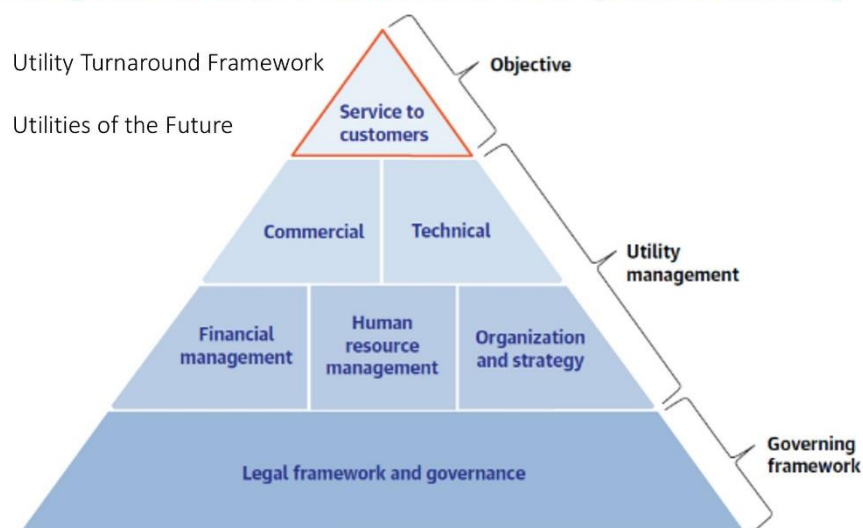 Utility Turnaround Framework
Utilities of the Future
Objective
Service to
customers
Commercial
Technical
Utility
management
Financial
management
Human
resource
management
Organization
and strategy
Governing
framework
Legal framework and governance